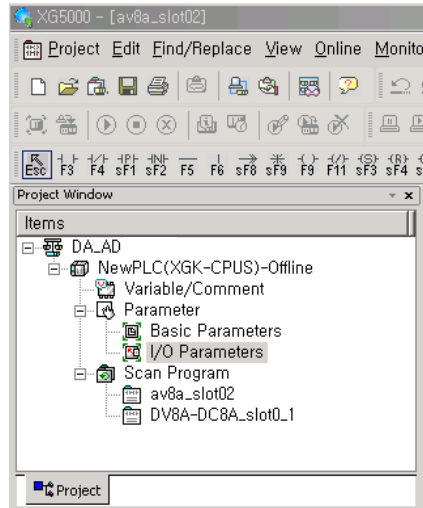 XG5000 - [av8a_slot02]
Project Edit Find/Replace View Online Monito
Esc F3 F4 sF1 sF2 F5 F6 sF8 sF9 F9 F11 sF3 sF4 s
Project Window
Items
DA_AD
NewPLC(XGK-CPUS)-Offline
Variable/Comment
Parameter
Basic Parameters
I/O Parameters
Scan Program
av8a_slot02
DV8A-DC8A_slot0_1
Project